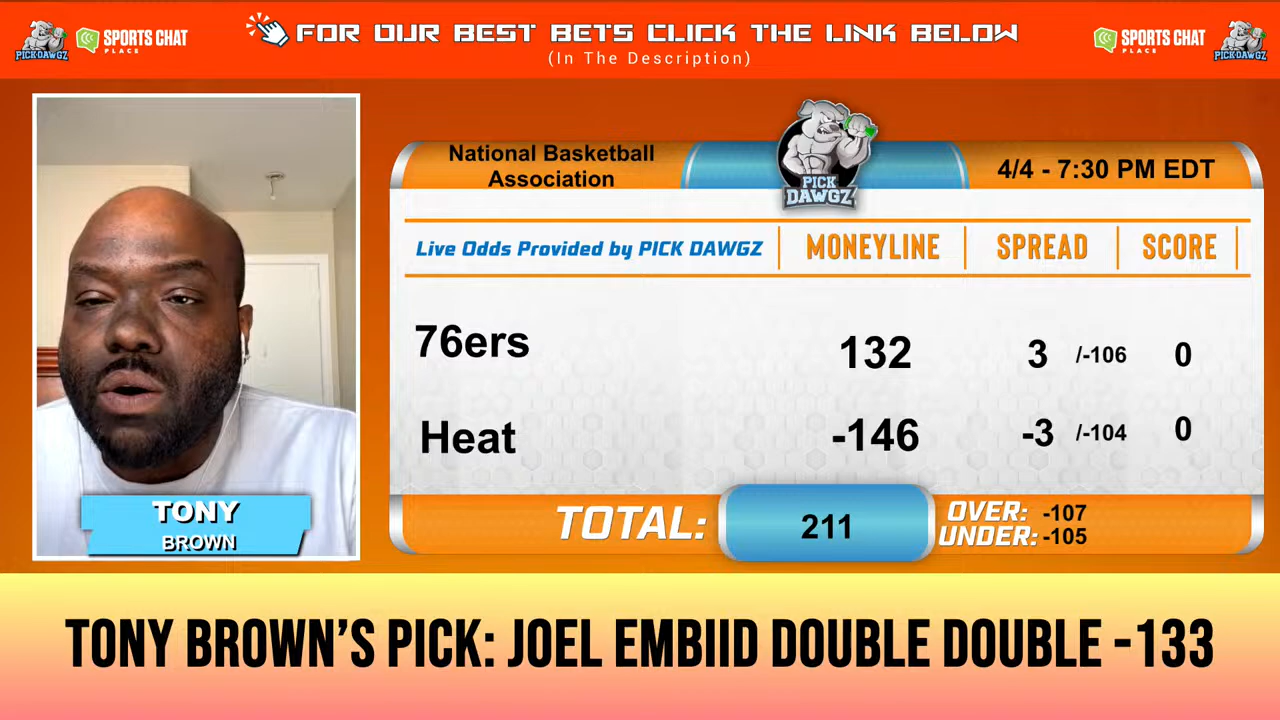 PICK DAWGZ
SPORTS CHAT
PLACE
FOR OUR BEST BETS CLICK THE LINK BELOW
(In The Description)
SPORTS CHAT
PLACE
PICK DAWGZ
National Basketball
Association
PICK
DAWGZ
4/4 - 7:30 PM EDT
Live Odds Provided by PICK DAWGZ
MONEYLINE
SPREAD
SCORE
76ers
132
3 /-106
0
Heat
-146
-3 /-104
0
TOTAL:
211
OVER: -107
UNDER: -105
TONY
BROWN
TONY BROWN’S PICK: JOEL EMBIID DOUBLE DOUBLE -133